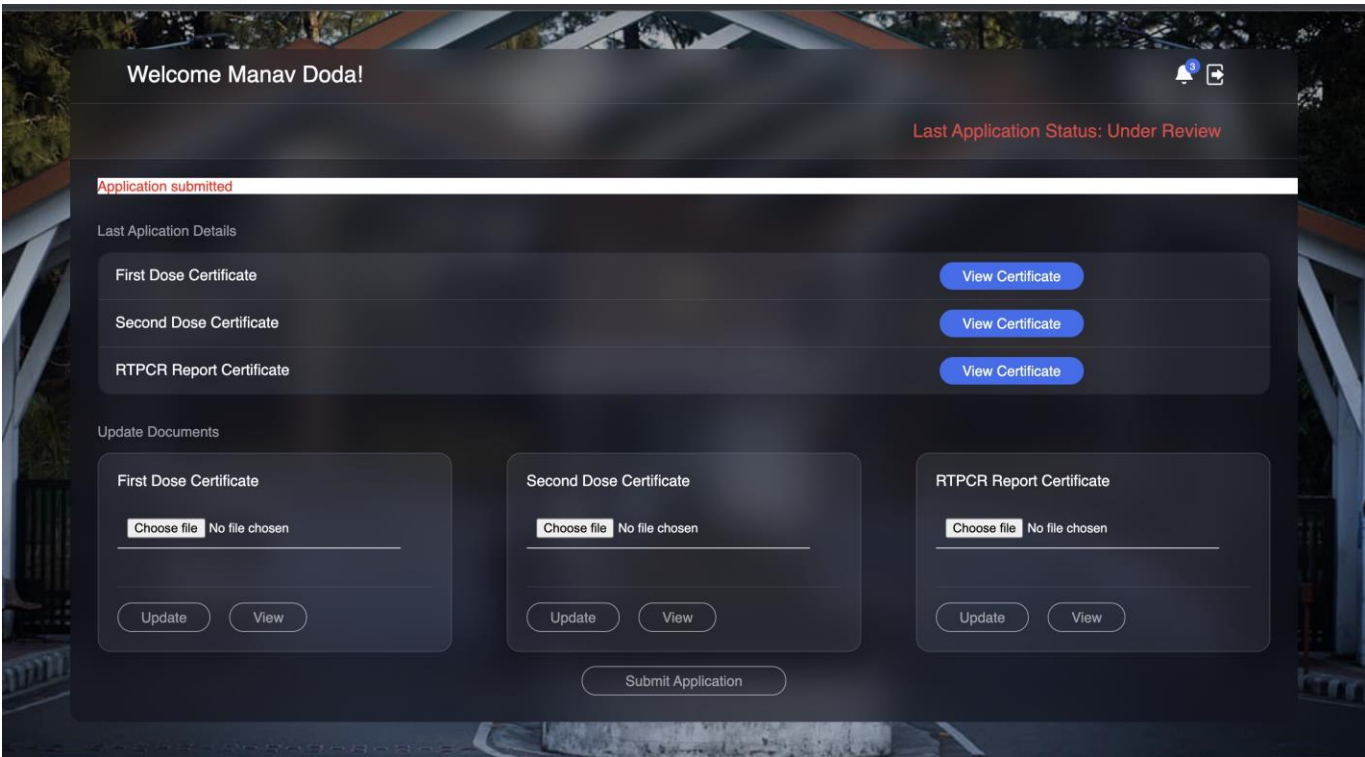 Welcome Manav Doda!
3
Last Application Status: Under Review
Application submitted
Last Aplication Details
First Dose Certificate
View Certificate
Second Dose Certificate
View Certificate
RTPCR Report Certificate
View Certificate
Update Documents
First Dose Certificate
Choose file No file chosen
Update View
Second Dose Certificate
Choose file No file chosen
Update View
RTPCR Report Certificate
Choose file No file chosen
Update View
Submit Application